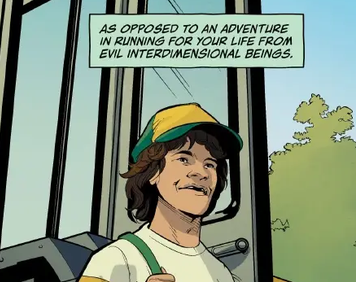 AS OPPOSED TO AN ADVENTURE
IN RUNNING FOR YOUR LIFE FROM
EVIL INTERDIMENSIONAL BEINGS.